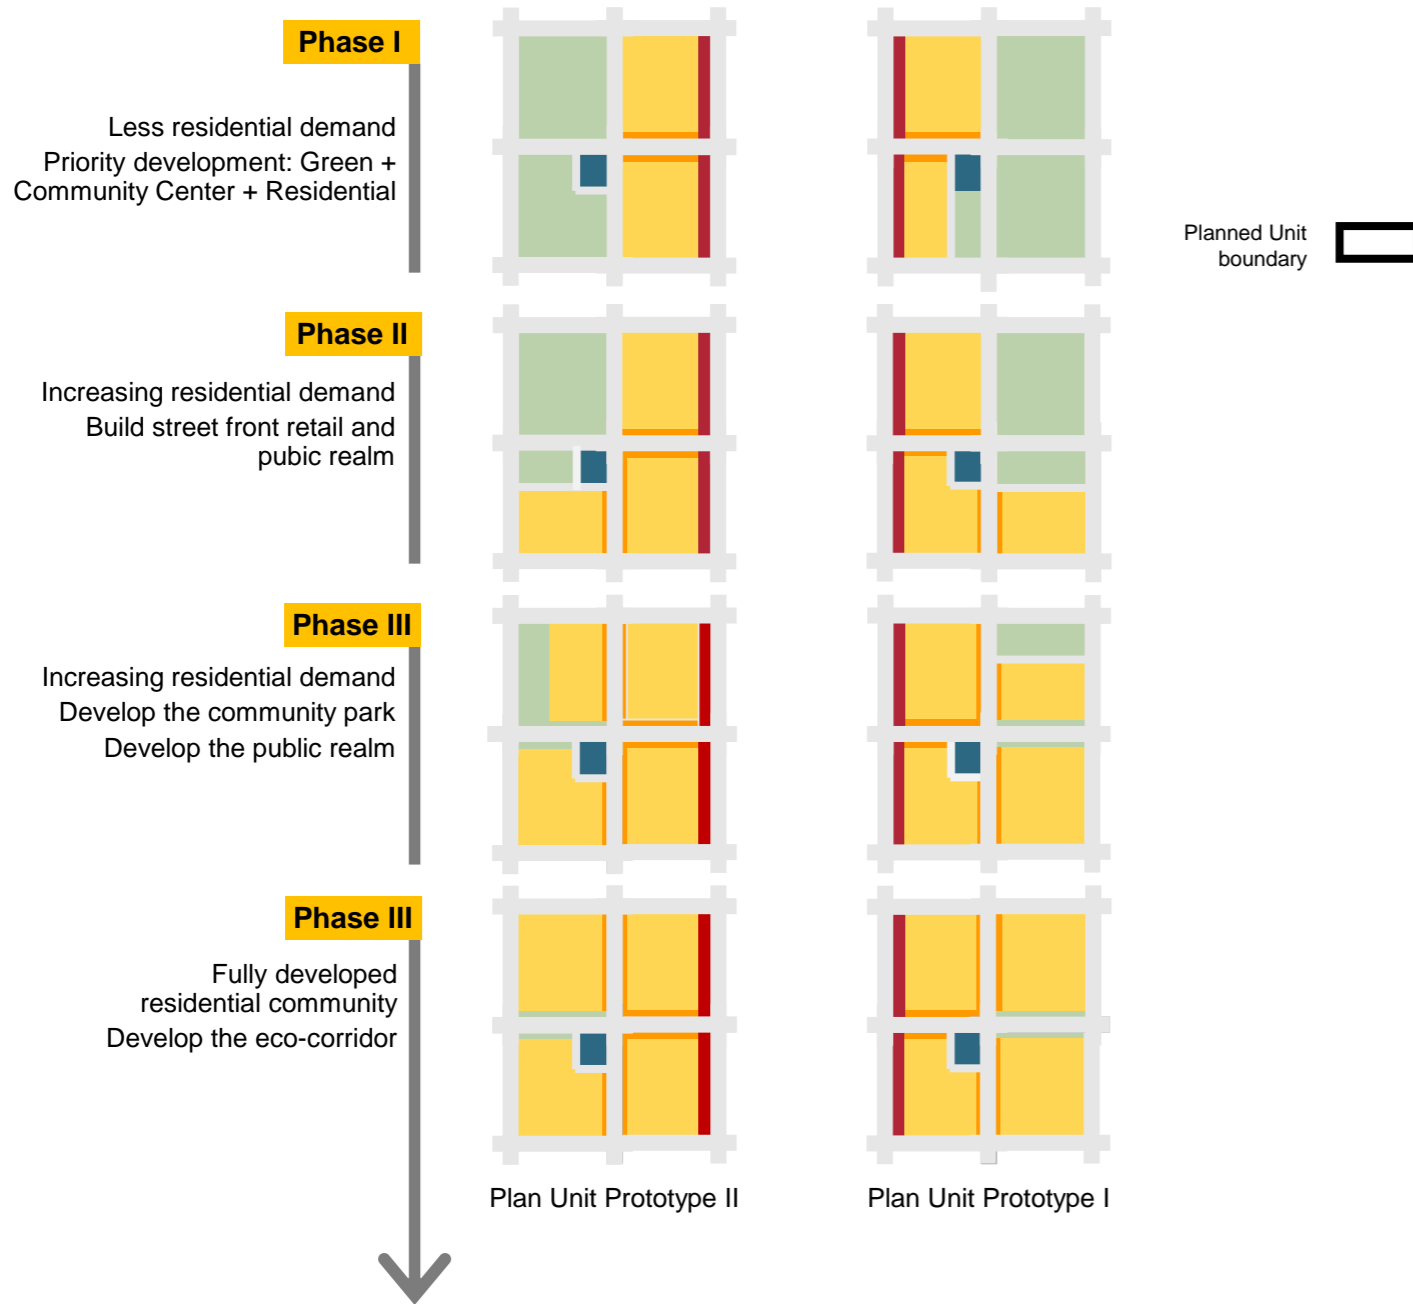 Phase I
Less residential demand
Priority development: Green +
Community Center + Residential
Planned Unit
boundary
Phase II
Increasing residential demand
Build street front retail and
pubic realm
Phase III
Increasing residential demand
Develop the community park
Develop the public realm
Phase III
Fully developed
residential community
Develop the eco-corridor
Plan Unit Prototype II
Plan Unit Prototype I